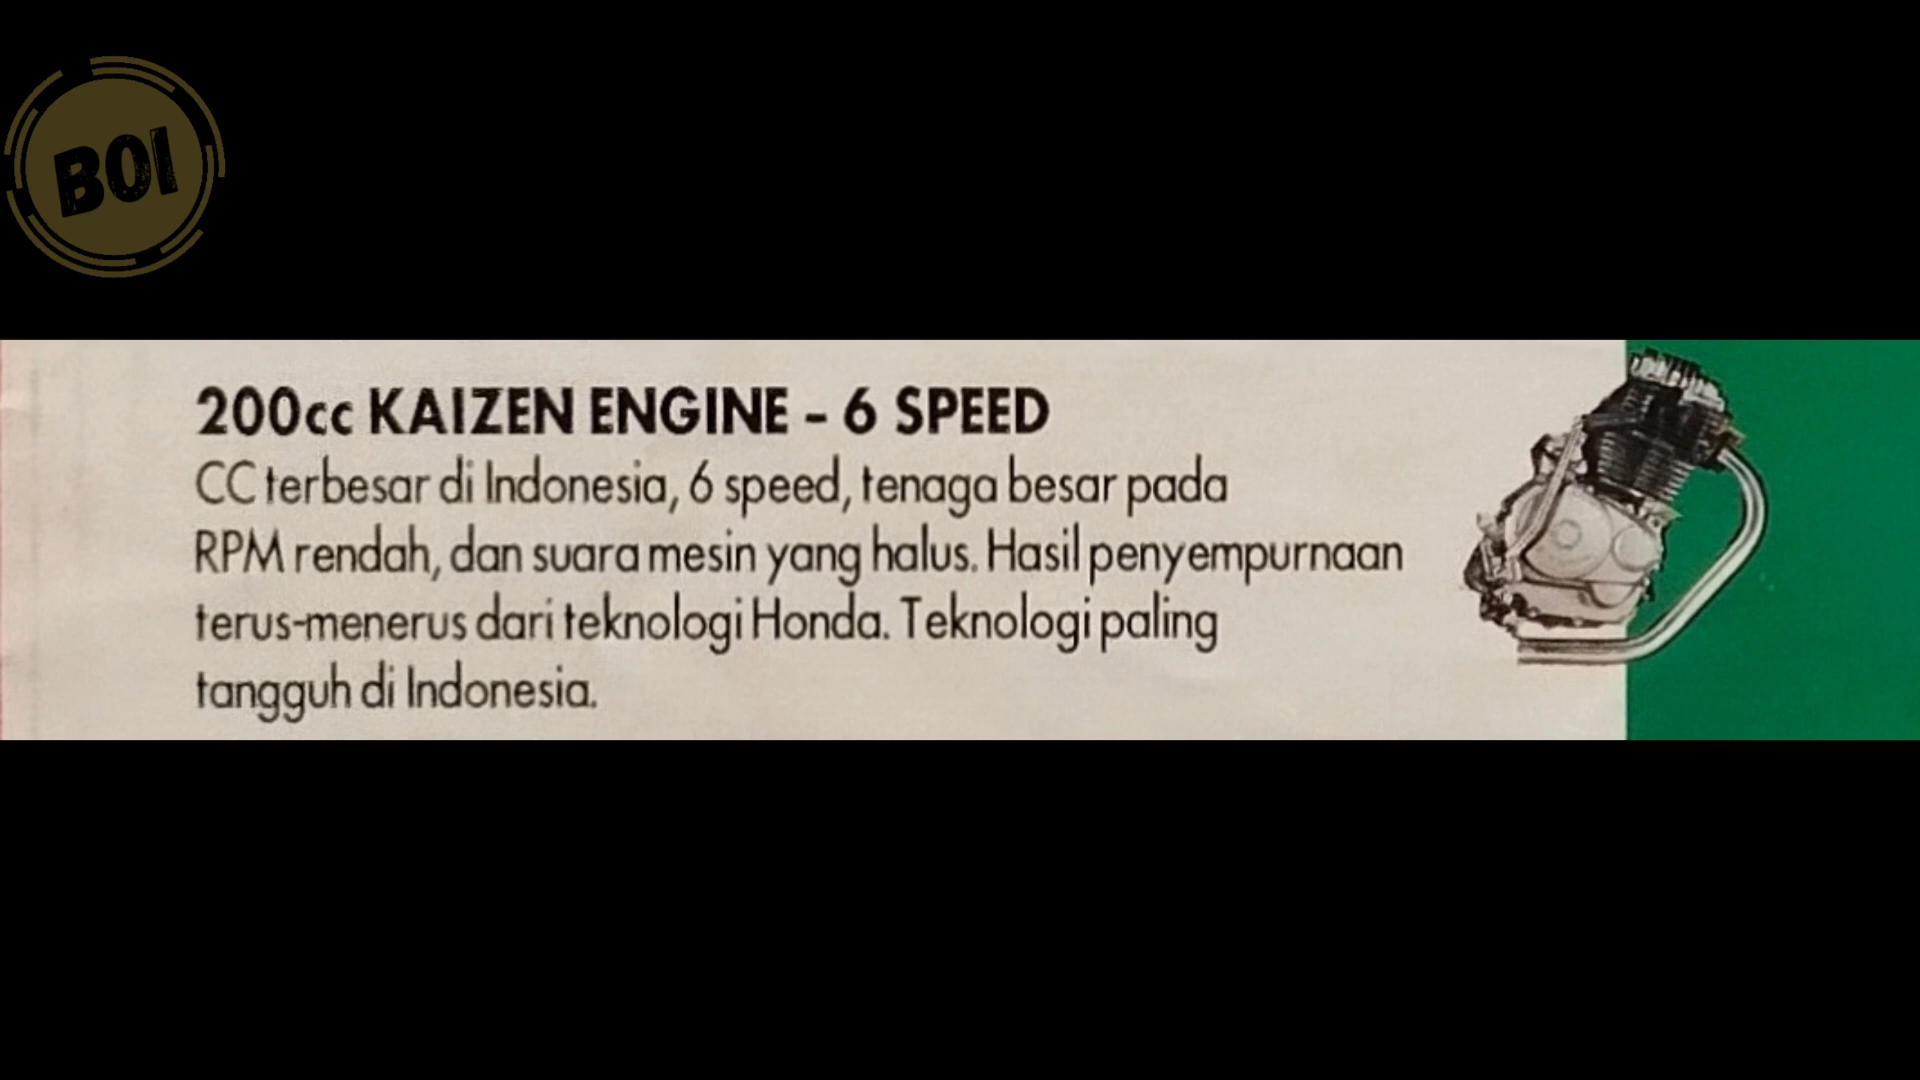 BOI
200cc KAIZEN ENGINE – 6 SPEED
CC terbesar di Indonesia, 6 speed, tenaga besar pada
RPM rendah, dan suara mesin yang halus. Hasil penyempurnaan
terus-menerus dari teknologi Honda. Teknologi paling
tangguh di Indonesia.